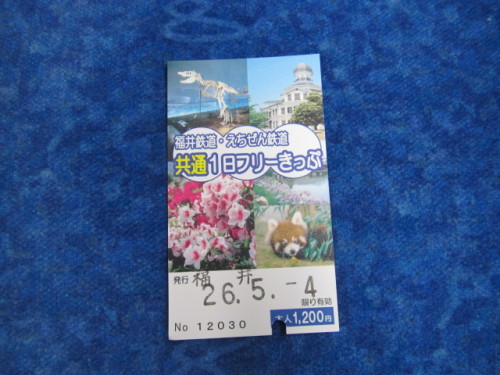 福井鉄道・えちぜん鉄道
共通1日フリーきっぷ
発行 福井
26.5.-4
限り有効
No 12030
大人1,200円